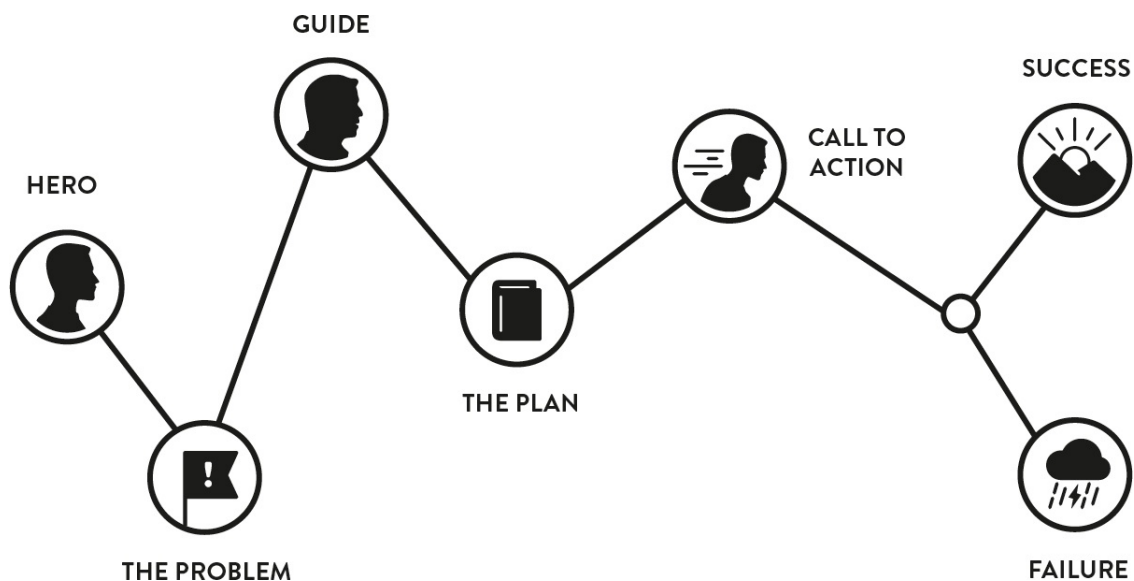 GUIDE
SUCCESS
CALL TO
ACTION
HERO
THE PLAN
THE PROBLEM
FAILURE